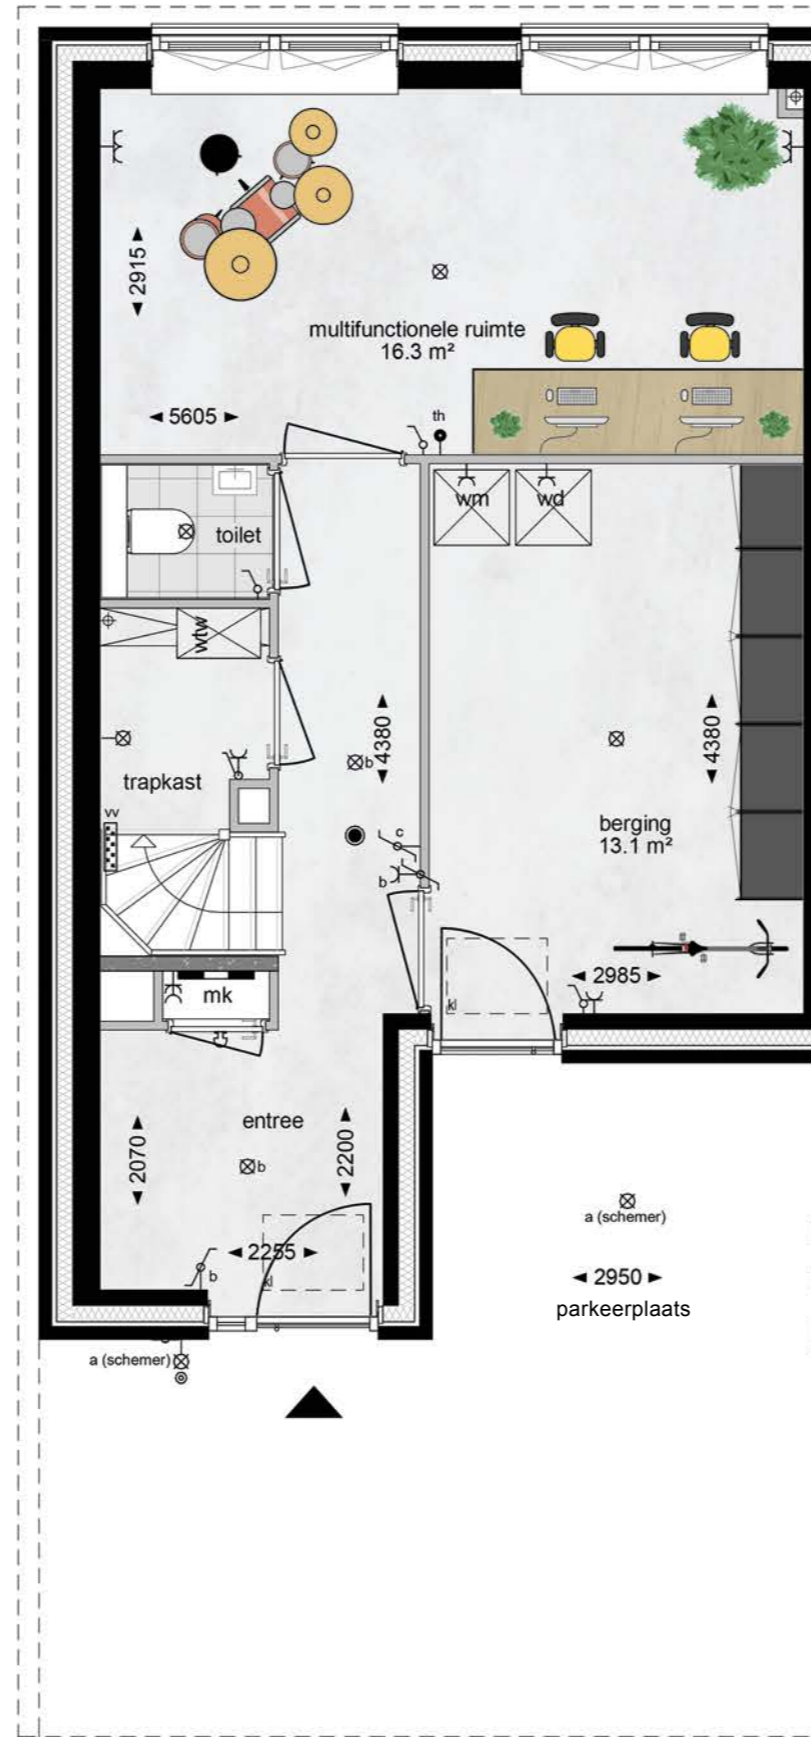 2915
multifunctionele ruimte
16.3 m²
5605
th
toilet
wm
wd
wtw
4380
4380
b
trapkast
vv
c
b
berging
13.1 m²
2985
kl
mk
entree
2070
2200
b
2255
b
kl
a (schemer)
a (schemer)
2950
parkeerplaats